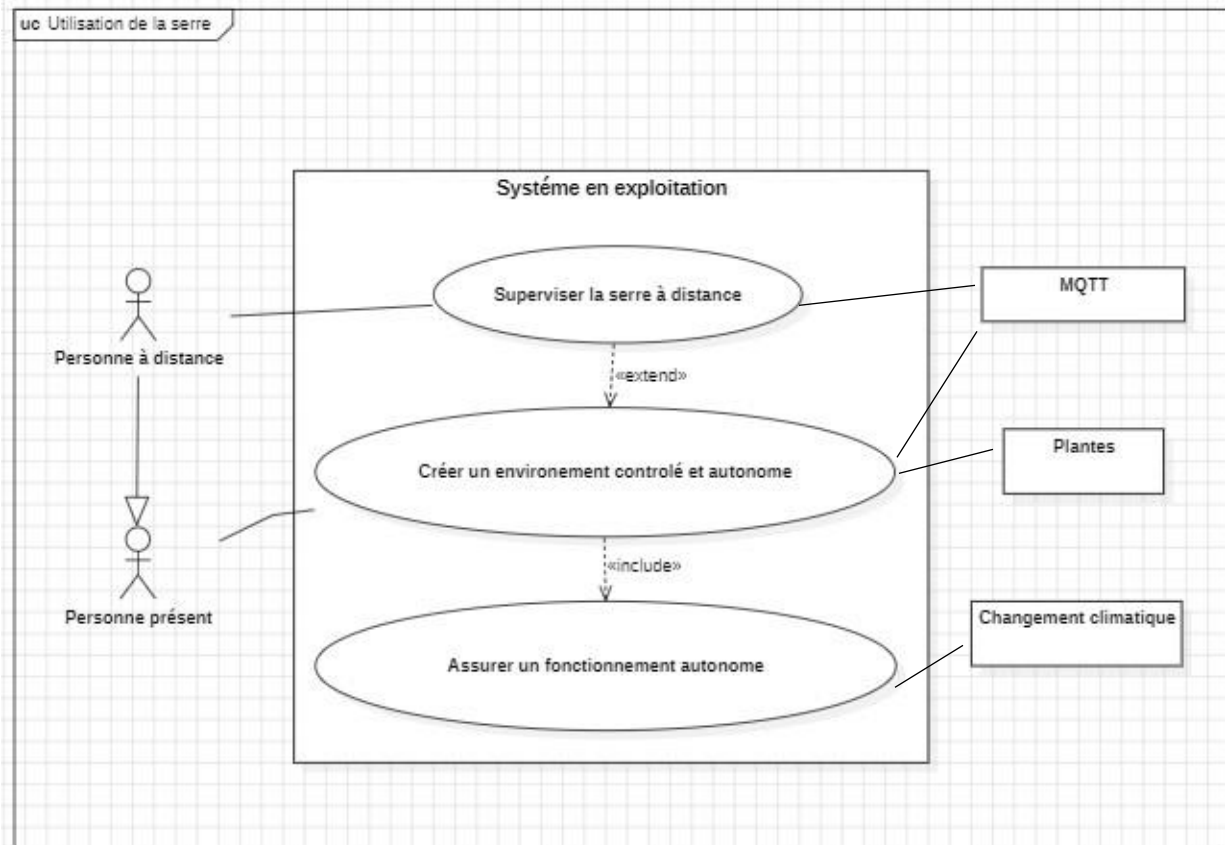 uc Utilisation de la serre
Systéme en exploitation
Superviser la serre à distance
MQTT
Personne à distance
«extend»
Créer un environement controlé et autonome
Plantes
«include»
Personne présent
Changement climatique
Assurer un fonctionnement autonome